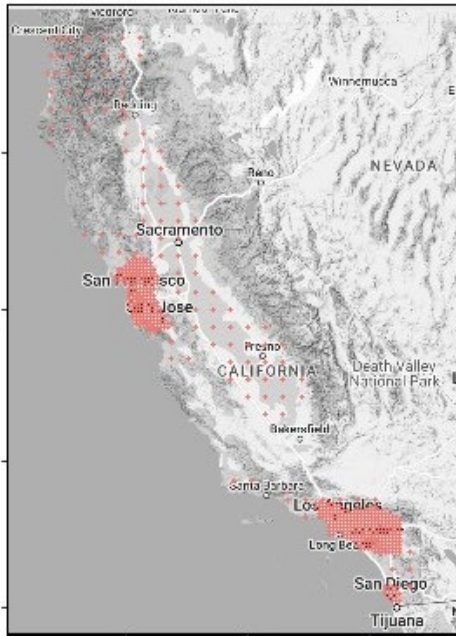 Medford
Crescent City
Winnemucca
Redding
NEVADA
Reno
Sacramento
San Francisco
San Jose
Fresno
CALIFORNIA
Death Valley
National Park
Bakersfield
Santa Barbara
Los Angeles
Long Beach
San Diego
Tijuana